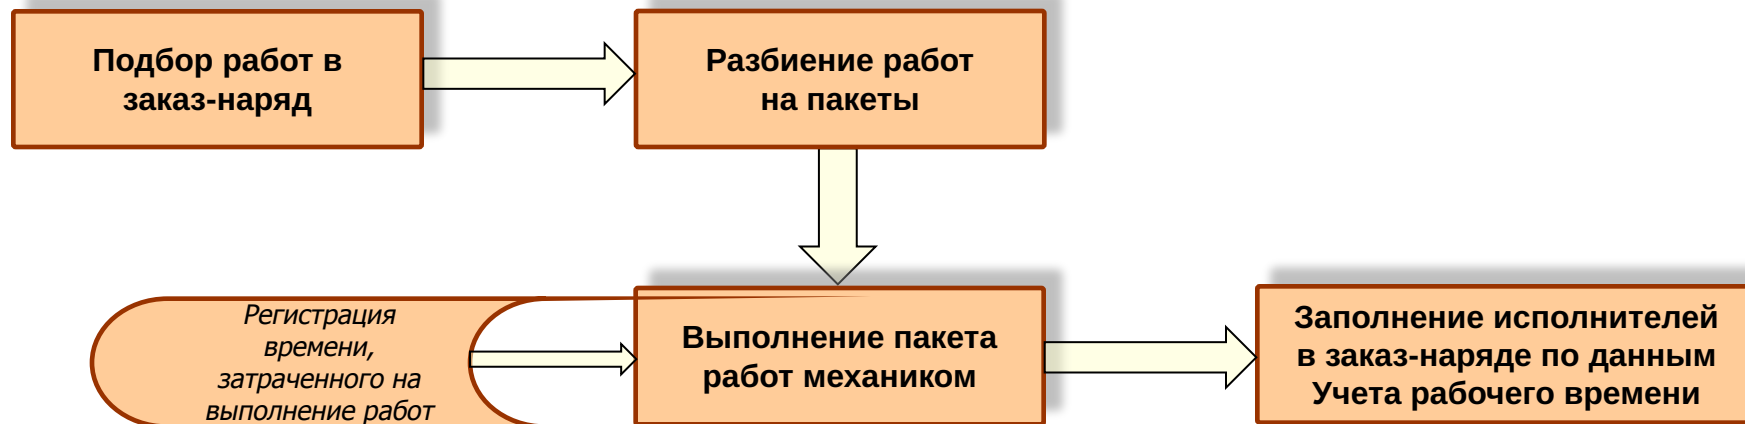 Подбор работ в
заказ-наряд
Разбиение работ
на пакеты
Регистрация
времени,
затраченного на
выполнение работ
Выполнение пакета
работ механиком
Заполнение исполнителей
в заказ-наряде по данным
Учета рабочего времени